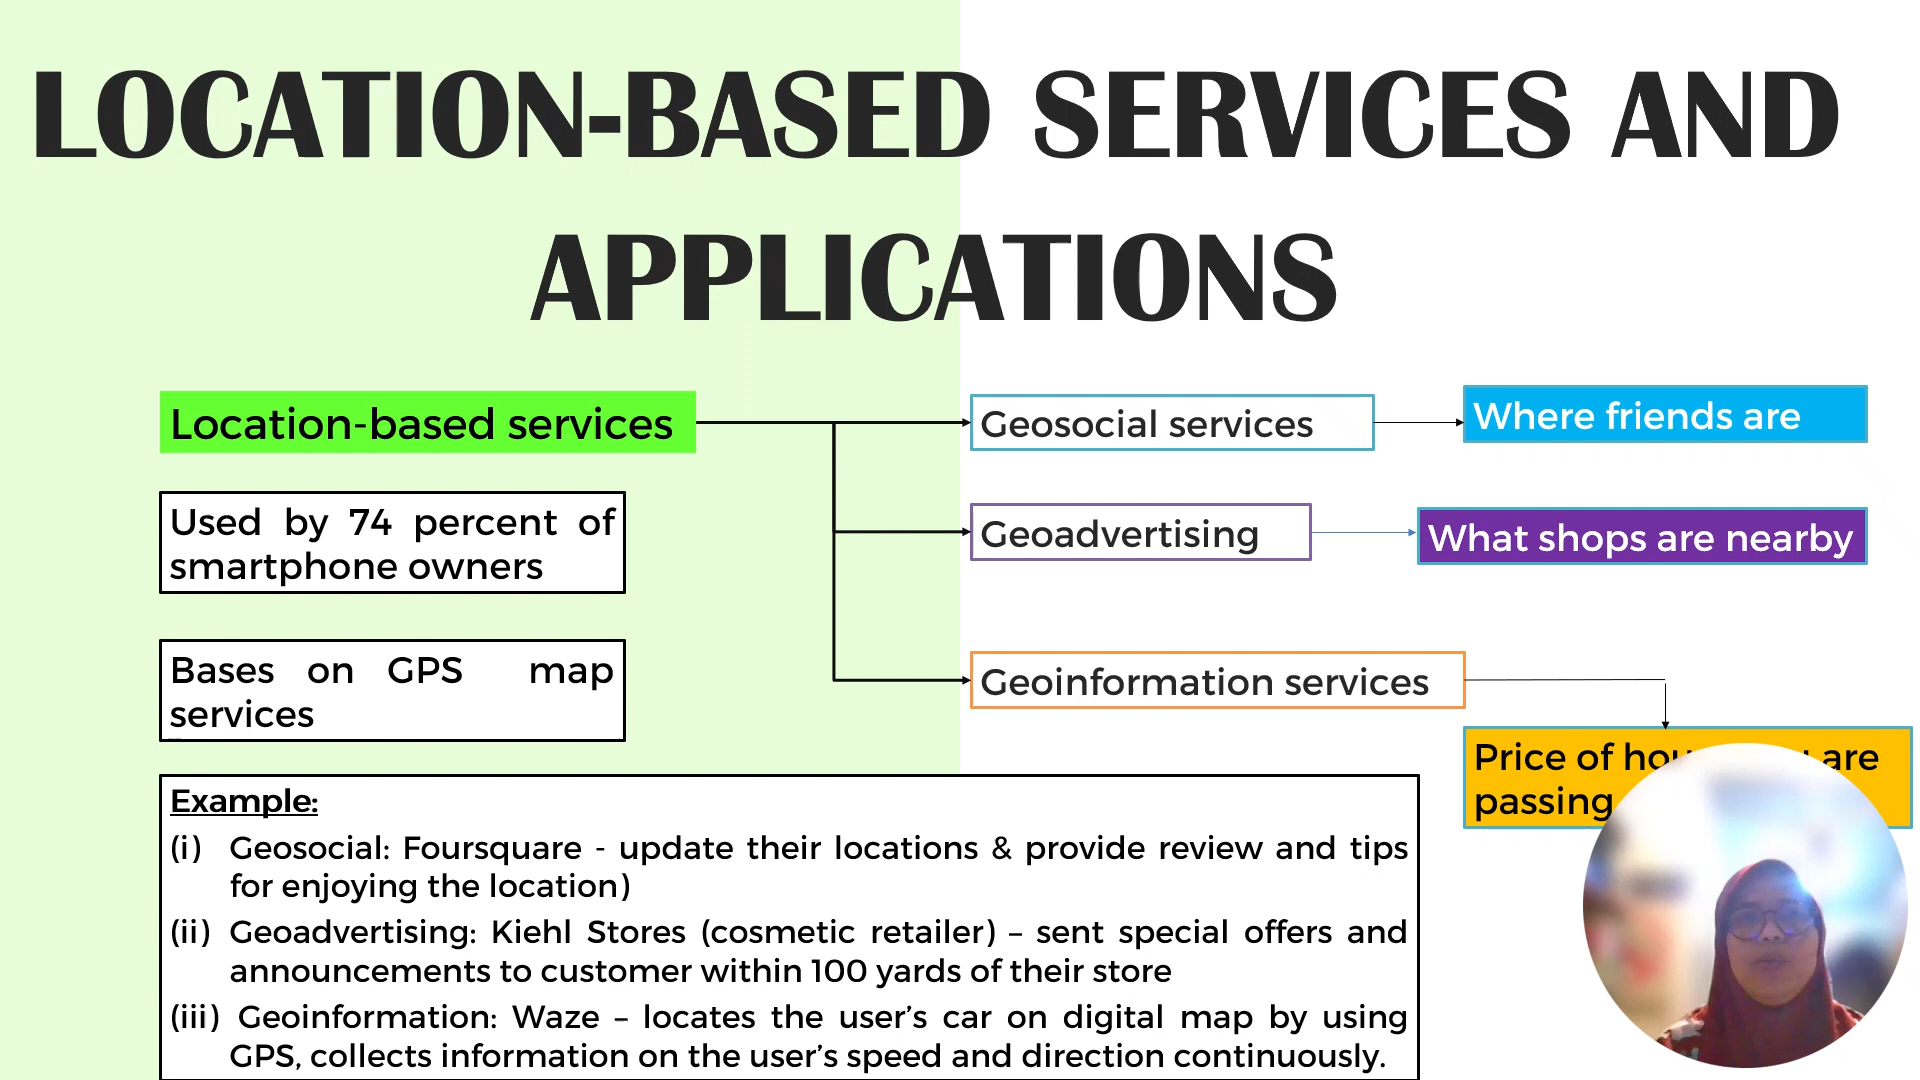 LOCATION-BASED SERVICES AND
APPLICATIONS
Location-based services
Geosocial services
Where friends are
Used by 74 percent of
smartphone owners
Geoadvertising
What shops are nearby
Bases on GPS map
services
Geoinformation services
Price of are
passing
Example:
(i) Geosocial: Foursquare - update their locations & provide review and tips
for enjoying the location)
(ii) Geoadvertising: Kiehl Stores (cosmetic retailer) – sent special offers and
announcements to customer within 100 yards of their store
(iii) Geoinformation: Waze – locates the user’s car on digital map by using
GPS, collects information on the user’s speed and direction continuously.